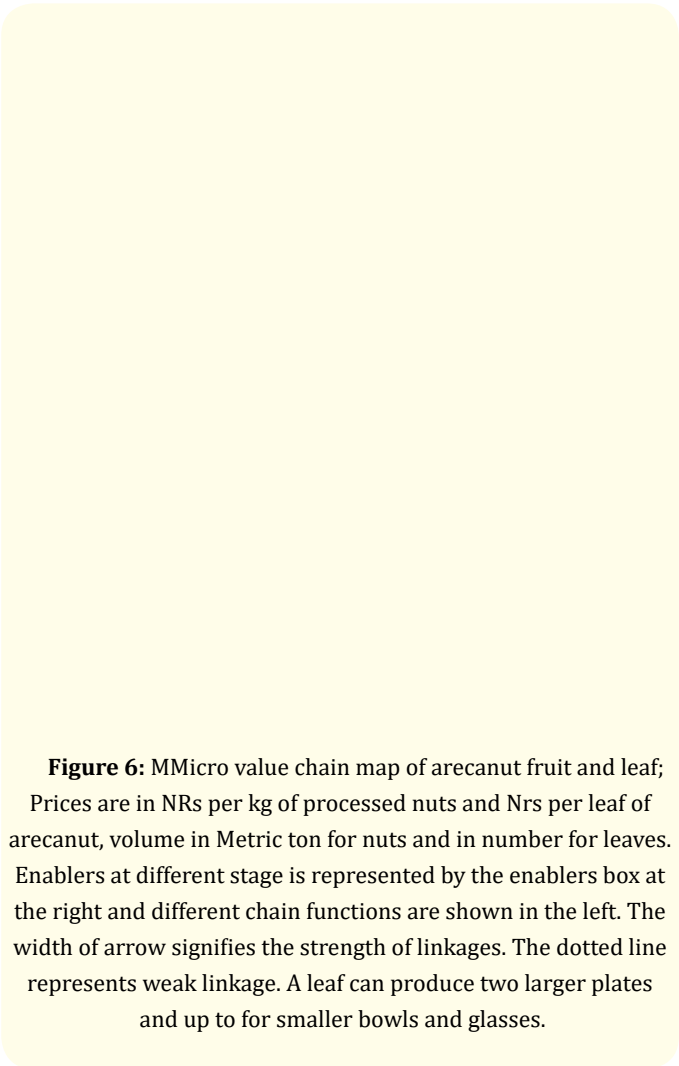 Figure 6: MMicro value chain map of arecanut fruit and leaf;
Prices are in NRs per kg of processed nuts and Nrs per leaf of
arecanut, volume in Metric ton for nuts and in number for leaves.
Enablers at different stage is represented by the enablers box at
the right and different chain functions are shown in the left. The
width of arrow signifies the strength of linkages. The dotted line
represents weak linkage. A leaf can produce two larger plates
and up to for smaller bowls and glasses.